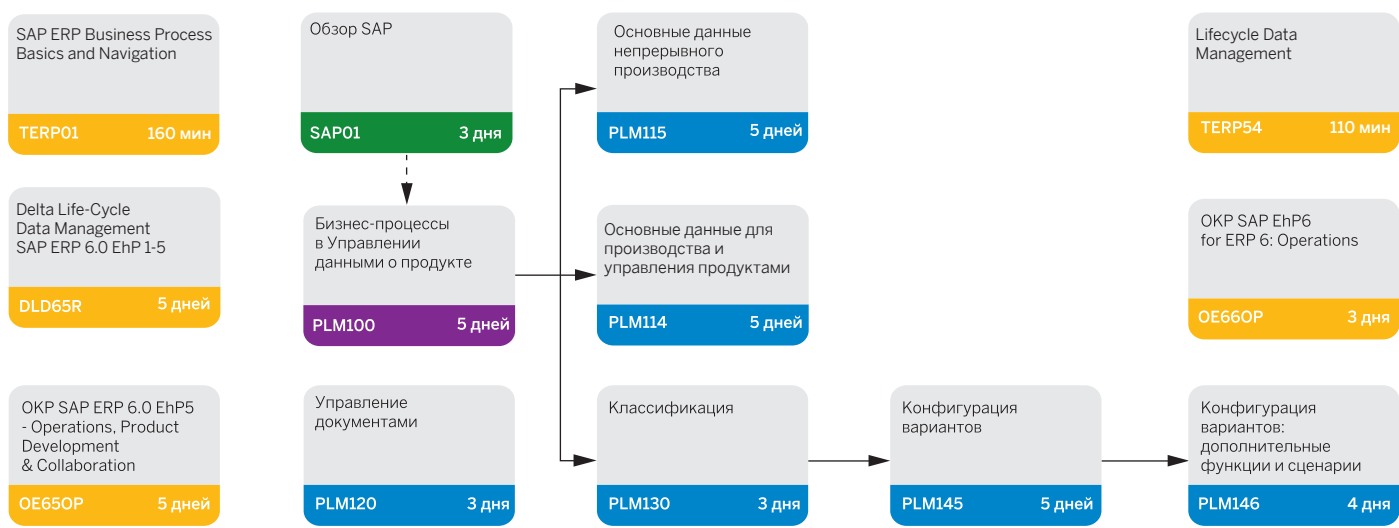 SAP ERP Business Process
Basics and Navigation
TERP01 160 мин
Обзор SAP
SAP01 3 дня
Основные данные
непрерывного
производства
PLM115 5 дней
Lifecycle Data
Management
TERP54 110 мин
Delta Life-Cycle
Data Management
SAP ERP 6.0 EhP 1-5
DLD65R 5 дней
Бизнес-процессы
в Управлении
данными о продукте
PLM100 5 дней
Основные данные для
производства и
управления продуктами
PLM114 5 дней
OKP SAP EhP6
for ERP 6: Operations
OE66OP 3 дня
OKP SAP ERP 6.0 EhP5
- Operations, Product
Development
& Collaboration
OE65OP 5 дней
Управление
документами
PLM120 3 дня
Классификация
PLM130 3 дня
Конфигурация
вариантов
PLM145 5 дней
Конфигурация
вариантов:
дополнительные
функции и сценарии
PLM146 4 дня